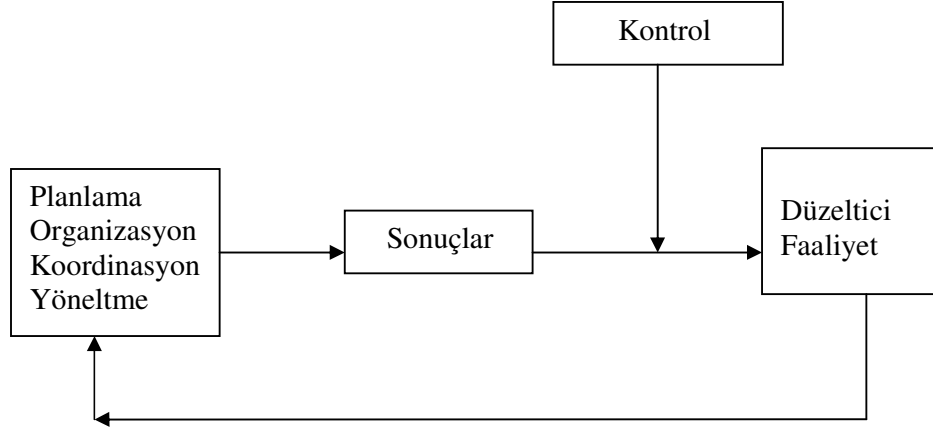 Kontrol
Planlama
Organizasyon
Koordinasyon
Yöneltme
Sonuçlar
Düzeltici
Faaliyet